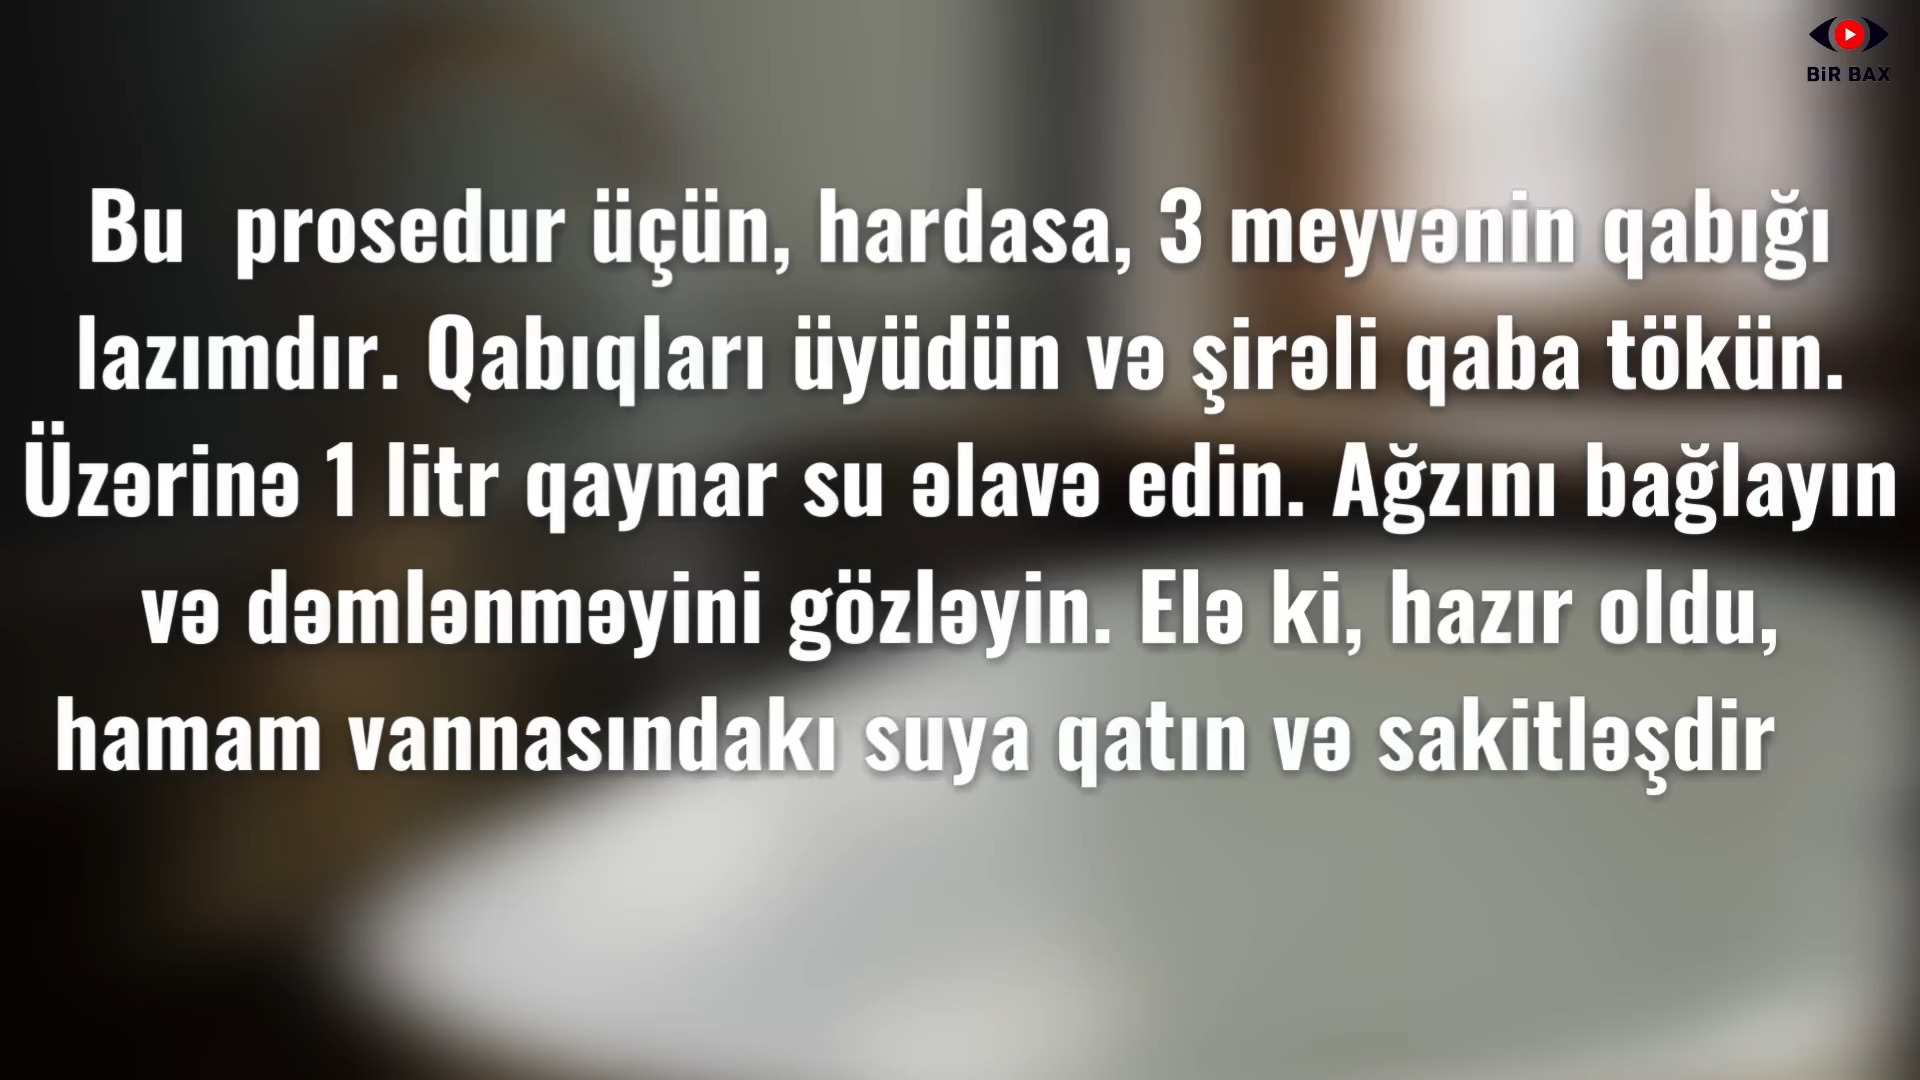 BiR BAX
Bu prosedur üçün, hardasa, 3 meyvənin qabığı
lazımdır. Qabıqları üyüdün və şirəli qaba tökün.
Üzərinə 1 litr qaynar su əlavə edin. Ağzını bağlayın
və dəmlənməyini gözləyin. Elə ki, hazır oldu,
hamam vannasındakı suya qatın və sakitləşdir